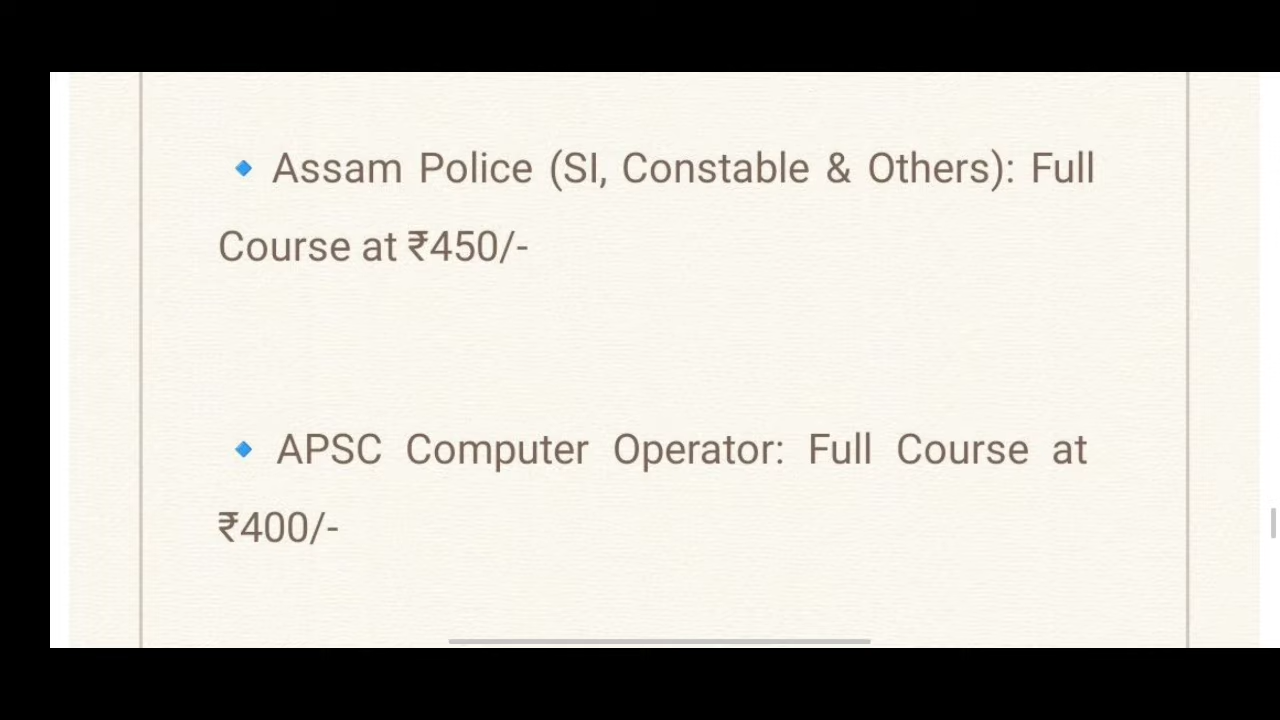 🔹 Assam Police (SI, Constable & Others): Full
Course at ₹450/-
🔹 APSC Computer Operator: Full Course at
₹400/-